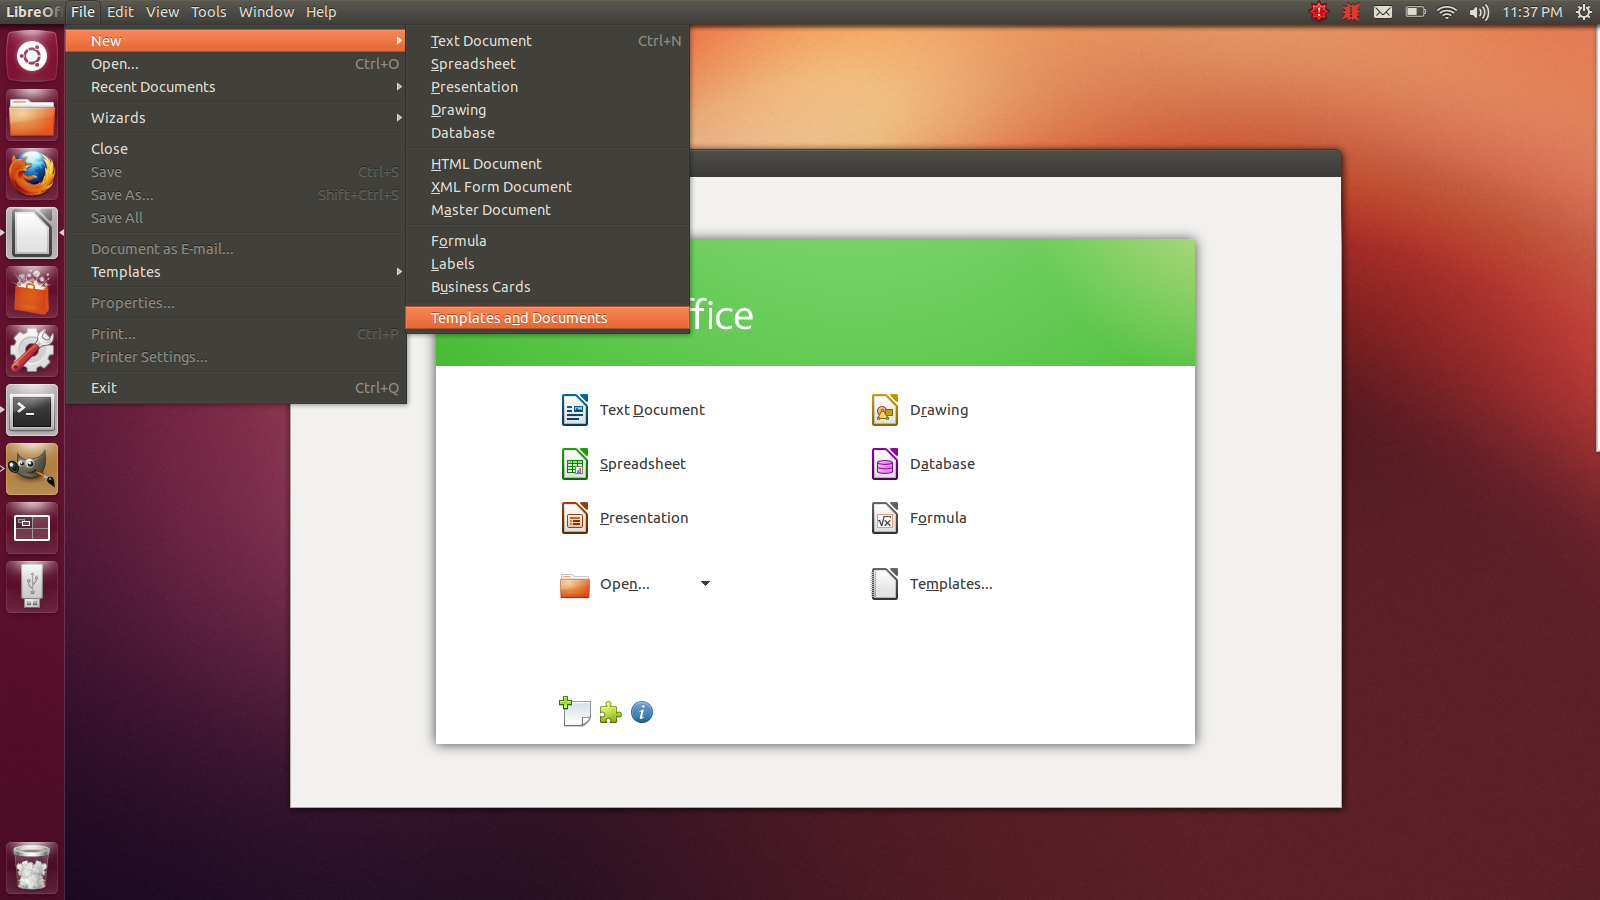 LibreOf File Edit View Tools Window Help 11:37 PM
New
Open... Ctrl+O
Recent Documents
Wizards
Close
Save Ctrl+S
Save As... Shift+Ctrl+S
Save All
Document as E-mail...
Templates
Properties...
Print... Ctrl+P
Printer Settings...
Exit Ctrl+Q
Text Document Ctrl+N
Spreadsheet
Presentation
Drawing
Database
HTML Document
XML Form Document
Master Document
Formula
Labels
Business Cards
Templates and Documents
ffice
Text Document
Spreadsheet
Presentation
Open...
Drawing
Database
Formula
Templates...